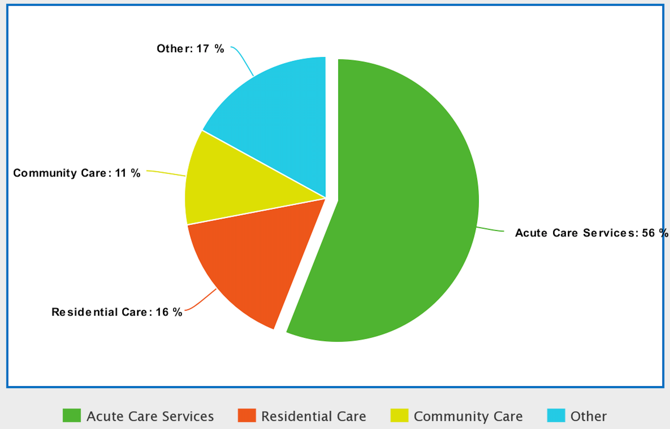 Other: 17 %
Community Care: 11 %
Acute Care Services: 56 %
Residential Care: 16 %
Acute Care Services Residential Care Community Care Other